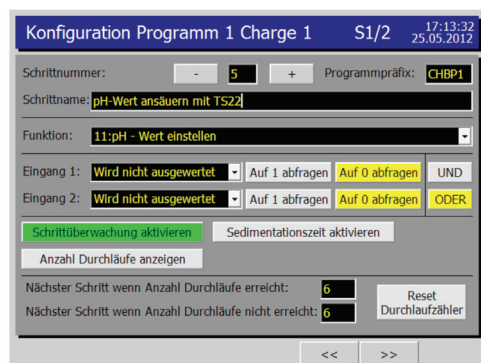 Konfiguration Programm 1 Charge 1 S1/2 17:13:32
25.05.2012
Schrittnummer: - 5 + Programmpräfix: CHBP1
Schrittname: pH-Wert ansäuern mit TS22
Funktion: 11:pH - Wert einstellen
Eingang 1: Wird nicht ausgewertet Auf 1 abfragen Auf 0 abfragen UND
Eingang 2: Wird nicht ausgewertet Auf 1 abfragen Auf 0 abfragen ODER
Schrittüberwachung aktivieren Sedimentationszeit aktivieren
Anzahl Durchläufe anzeigen
Nächster Schritt wenn Anzahl Durchläufe erreicht: 6
Nächster Schritt wenn Anzahl Durchläufe nicht erreicht: 6
Reset
Durchlaufzähler
<< >>